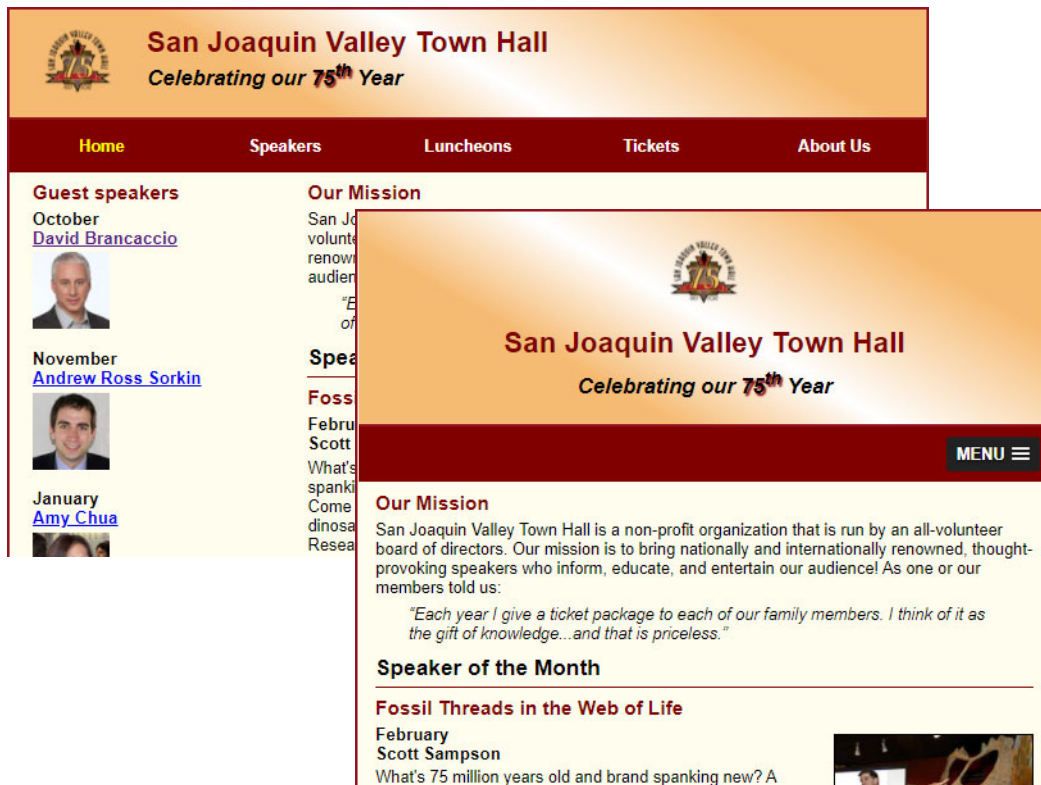 San Joaquin Valley Town Hall
Celebrating our 75th Year
Home Speakers Luncheons Tickets About Us
Guest speakers
October
David Brancaccio
November
Andrew Ross Sorkin
January
Amy Chua
Our Mission
San
volunt
renow
audien
of
Spea
Foss
Febru
Scott
What's
spanki
Come
dinosa
Resea
San Joaquin Valley Town Hall
Celebrating our 75th Year
MENU
Our Mission
San Joaquin Valley Town Hall is a non-profit organization that is run by an all-volunteer
board of directors. Our mission is to bring nationally and internationally renowned, thought-
provoking speakers who inform, educate, and entertain our audience! As one or our
members told us:
"Each year I give a ticket package to each of our family members. I think of it as
the gift of knowledge...and that is priceless."
Speaker of the Month
Fossil Threads in the Web of Life
February
Scott Sampson
What's 75 million years old and brand spanking new? A